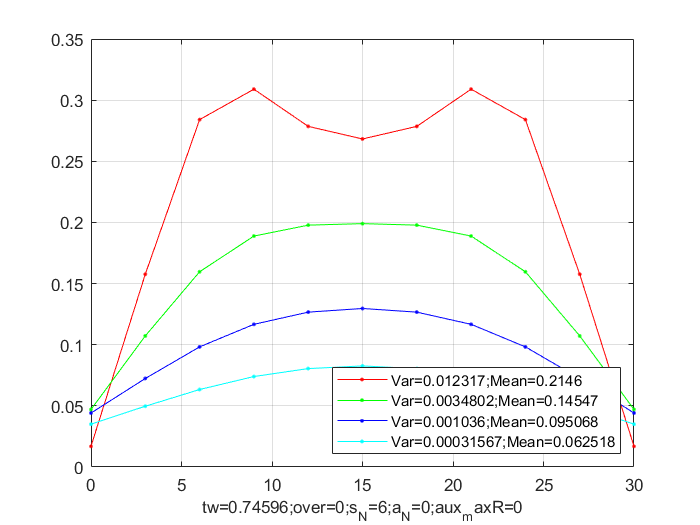 0.35
0.3
0.25
0.2
0.15
0.1
0.05
0
0 5 10 15 20 25 30
Var=0.012317;Mean=0.2146
Var=0.0034802;Mean=0.14547
Var=0.001036;Mean=0.095068
Var=0.00031567;Mean=0.062518
tw=0.74596;over=0;s_N=6;a_N=0;aux_maxR=0